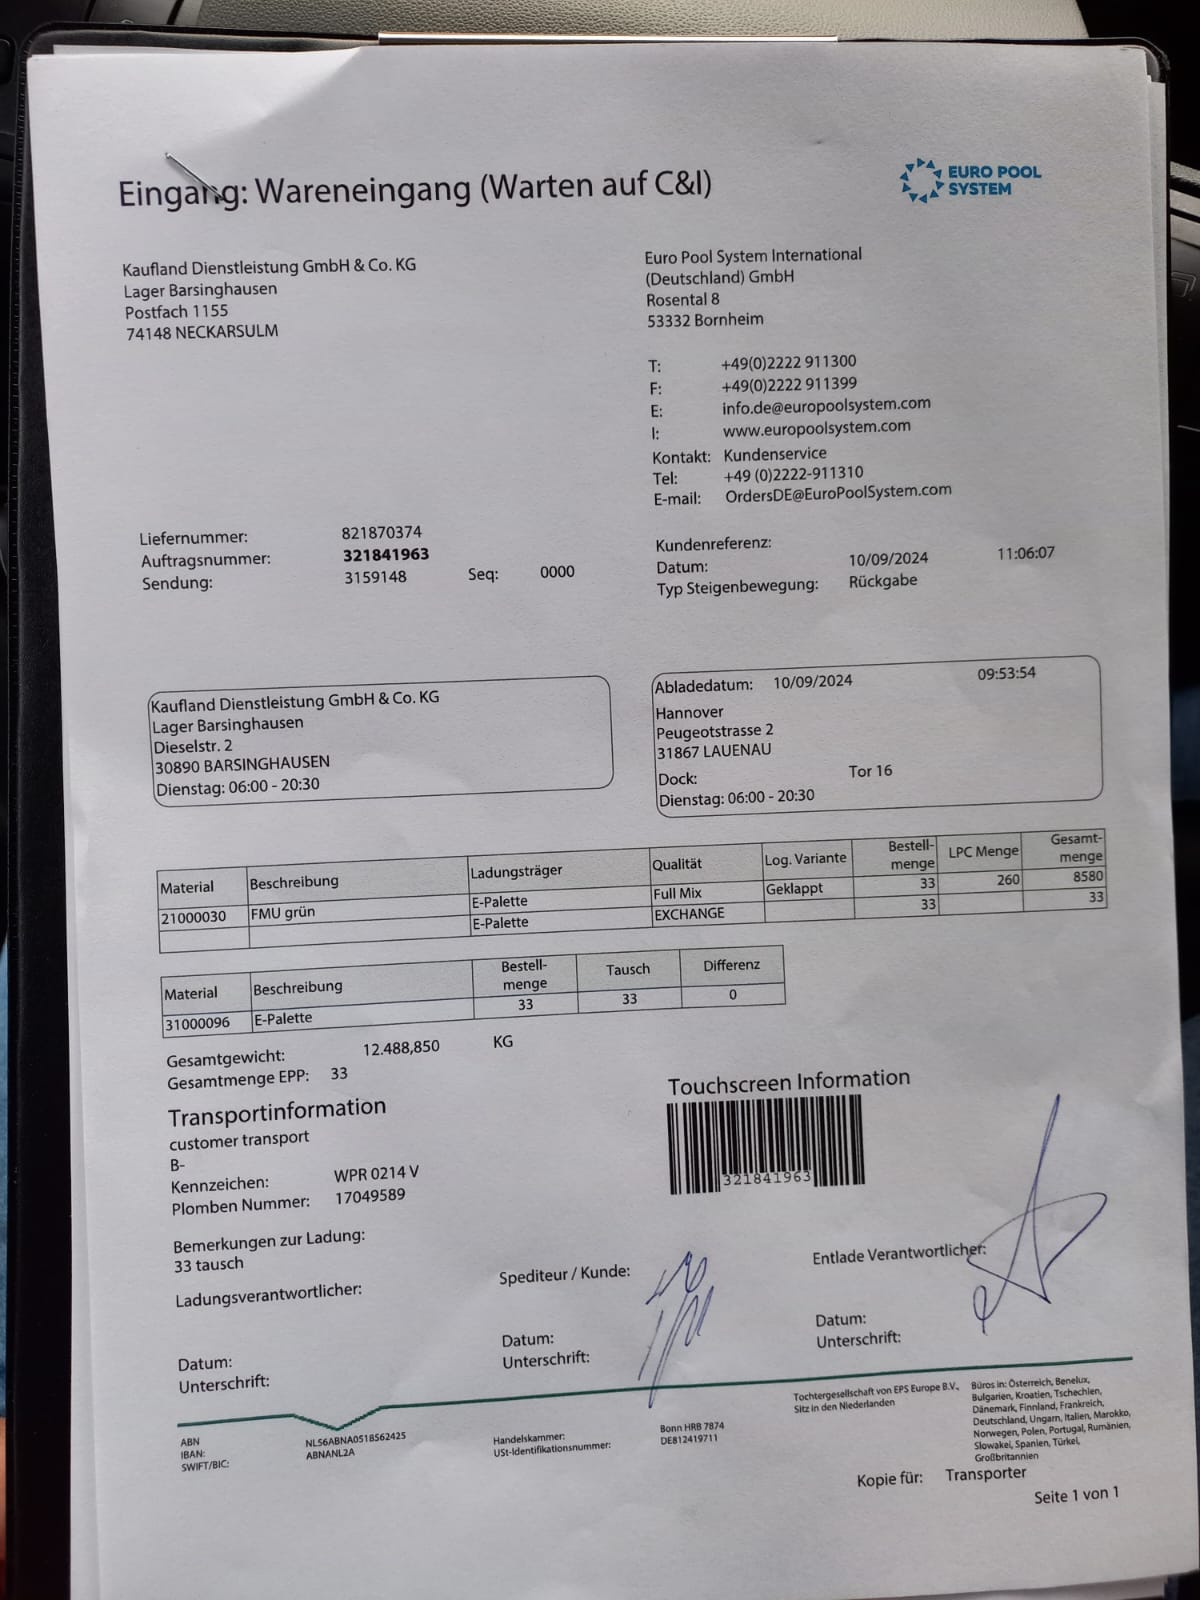 Eingang: Wareneingang (Warten auf C&I)
EURO POOL
SYSTEM
Kaufland Dienstleistung GmbH & Co. KG
Lager Barsinghausen
Postfach 1155
74148 NECKARSULM
Euro Pool System International
(Deutschland) GmbH
Rosental 8
53332 Bornheim
T: +49(0)2222 911300
F: +49(0)2222 911399
E: info.de@europoolsystem.com
I: www.europoolsystem.com
Kontakt: Kundenservice
Tel: +49 (0)2222-911310
E-mail: OrdersDE@EuroPoolSystem.com
Liefernummer: 821870374
Auftragsnummer: 321841963
Sendung: 3159148 Seq: 0000
Kundenreferenz:
Datum: 10/09/2024 11:06:07
Typ Steigenbewegung: Rückgabe
Kaufland Dienstleistung GmbH & Co. KG
Lager Barsinghausen
Dieselstr. 2
30890 BARSINGHAUSEN
Dienstag: 06:00 - 20:30
Abladedatum: 10/09/2024 09:53:54
Hannover
Peugeotstrasse 2
31867 LAUENAU
Dock: Tor 16
Dienstag: 06:00 - 20:30
Material Beschreibung Ladungsträger Qualität Log. Variante Bestell-menge LPC Menge Gesamt-menge
21000030 FMU grün E-Palette Full Mix Geklappt 33 260 8580
E-Palette EXCHANGE 33 33
Material Beschreibung Bestell-menge Tausch Differenz
31000096 E-Palette 33 33 0
Gesamtgewicht: 12.488,850 KG
Gesamtmenge EPP: 33
Transportinformation
customer transport
B-
Kennzeichen: WPR 0214 V
Plomben Nummer: 17049589
Touchscreen Information
321841963
Bemerkungen zur Ladung:
33 tausch
Ladungsverantwortlicher:
Datum:
Unterschrift:
Spediteur / Kunde:
Datum:
Unterschrift:
Entlade Verantwortlicher:
Datum:
Unterschrift:
ABN
IBAN: NL56ABNA0518562425
SWIFT/BIC: ABNANL2A
Handelskammer: Bonn HRB 7874
USt-Identifikationsnummer: DE812419711
Tochtergesellschaft von EPS Europe B.V.,
Sitz in den Niederlanden
Büros in: Österreich, Benelux,
Bulgarien, Kroatien, Tschechien,
Dänemark, Finnland, Frankreich,
Deutschland, Ungarn, Italien, Marokko,
Norwegen, Polen, Portugal, Rumänien,
Slowakei, Spanien, Türkei,
Großbritannien
Kopie für: Transporter
Seite 1 von 1